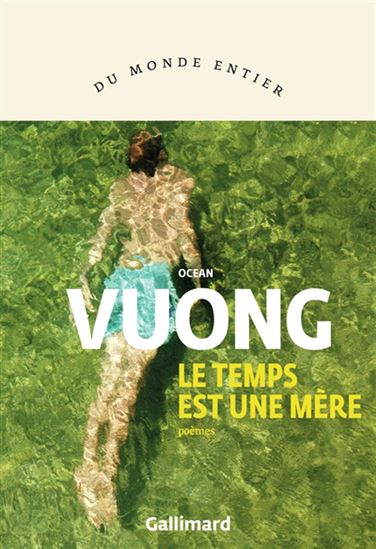 DU MONDE ENTIER
OCEAN
VUONG
LE TEMPS
EST UNE MÈRE
poèmes
Gallimard